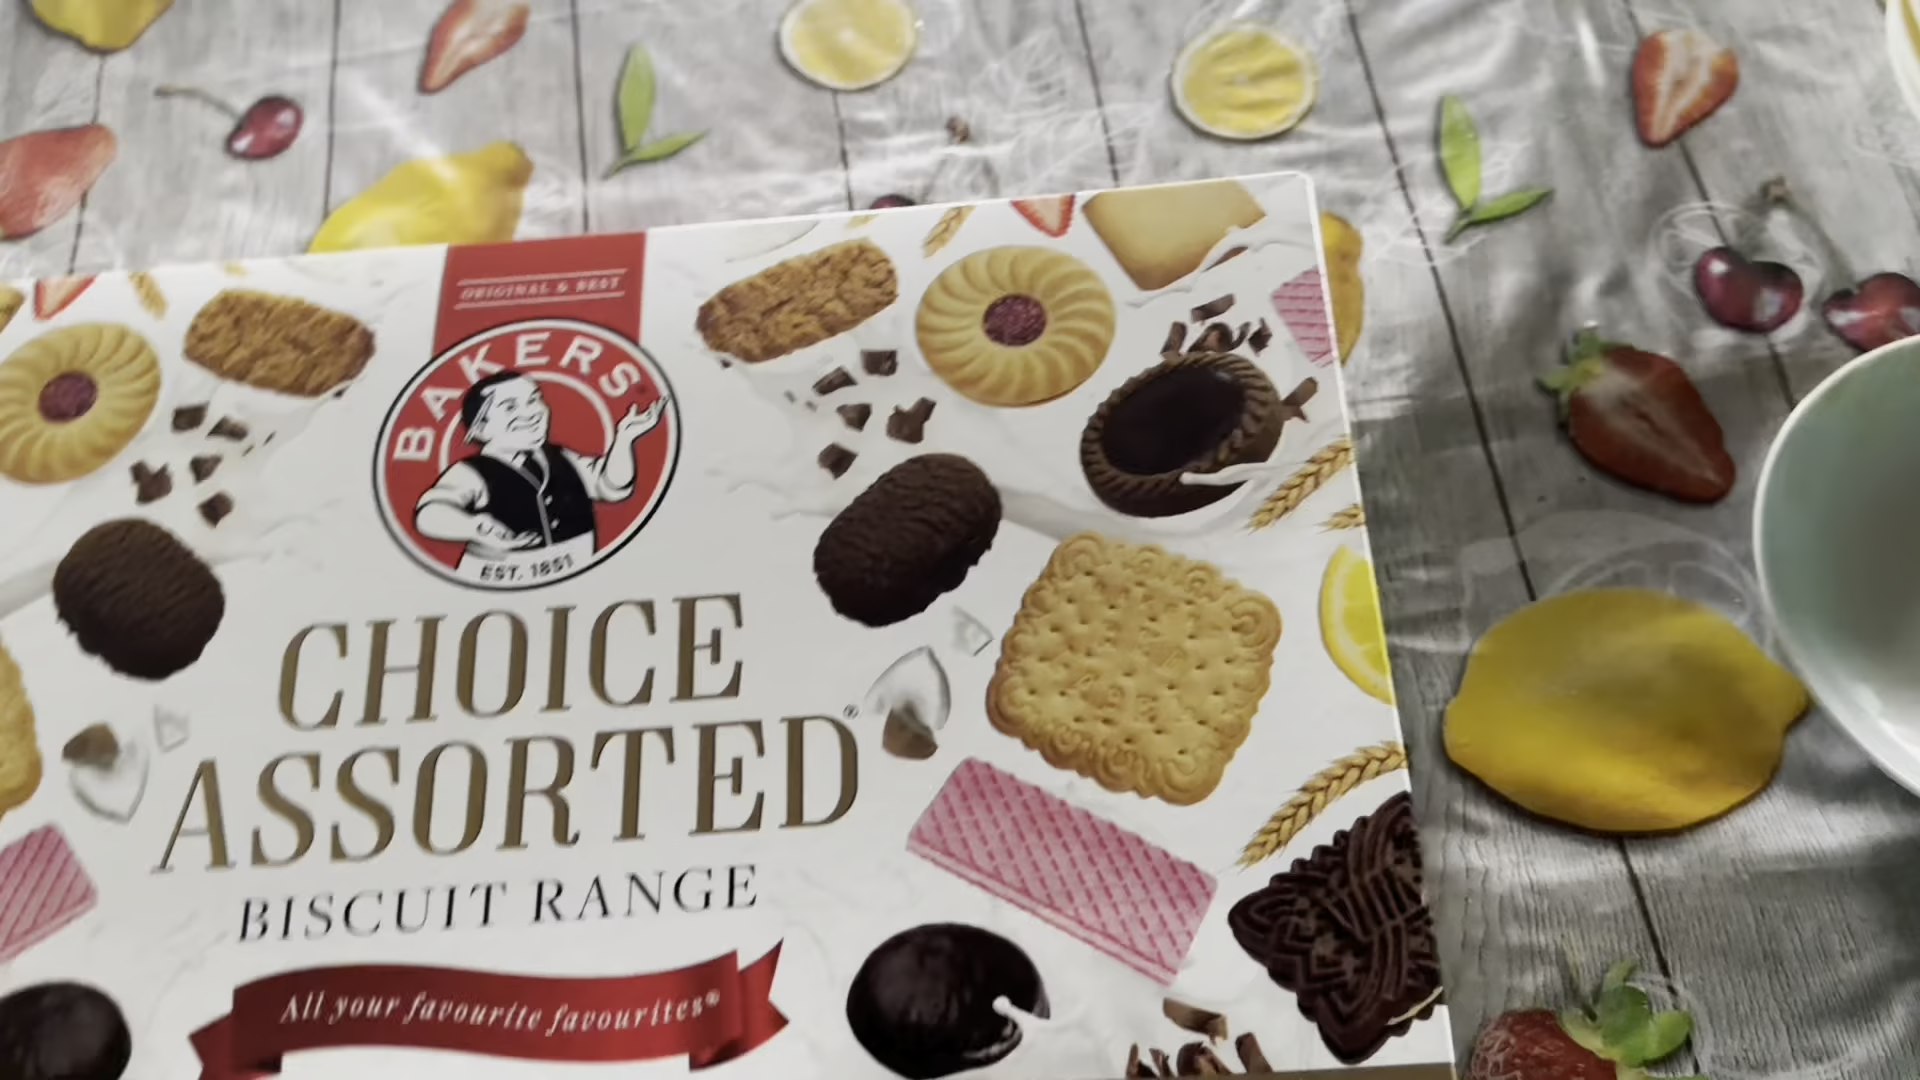 ORIGINAL & BEST
BAKERS
EST. 1851
CHOICE
ASSORTED®
BISCUIT RANGE
All your favourite favourites®